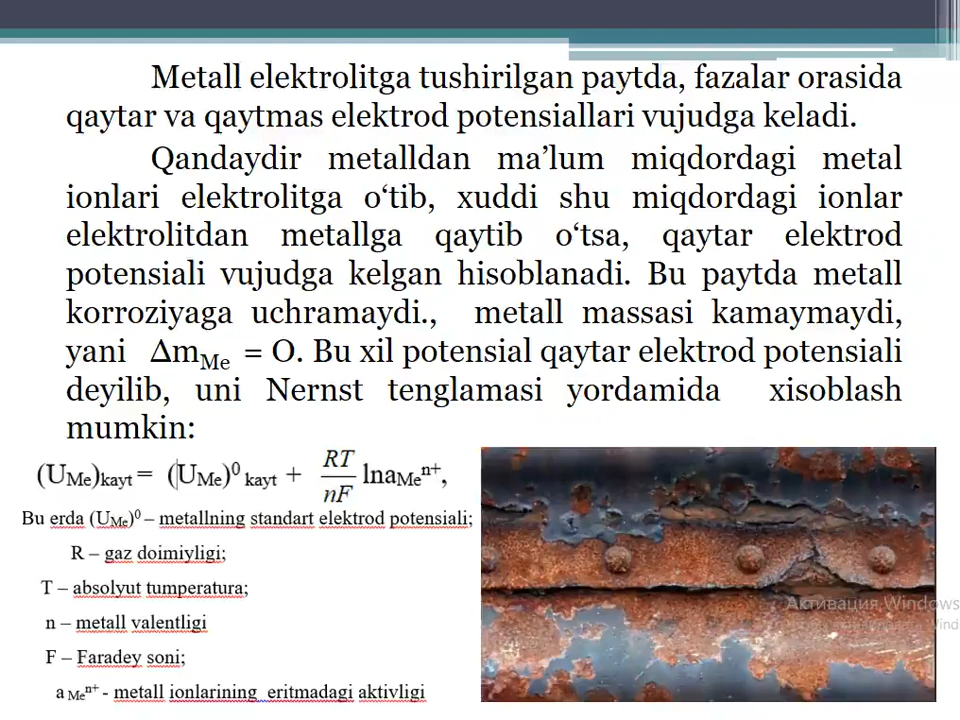 Metall elektrolitga tushirilgan paytda, fazalar orasida
qaytar va qaytmas elektrod potensiallari vujudga keladi.
Qandaydir metalldan ma’lum miqdordagi metal
ionlari elektrolitga o‘tib, xuddi shu miqdordagi ionlar
elektrolitdan metallga qaytib o‘tsa, qaytar elektrod
potensiali vujudga kelgan hisoblanadi. Bu paytda metall
korroziyaga uchramaydi., metall massasi kamaymaydi,
yani ΔmMe = O. Bu xil potensial qaytar elektrod potensiali
deyilib, uni Nernst tenglamasi yordamida xisoblash
mumkin:
(UMe)kayt = (UMe)⁰ kayt + RT/nF lnaMeⁿ⁺,
Bu erda (UMe)⁰ – metallning standart elektrod potensiali;
R – gaz doimiyligi;
T – absolyut tumperatura;
n – metall valentligi
F – Faradey soni;
a Meⁿ⁺ - metall ionlarining eritmadagi aktivligi
Активация Windows